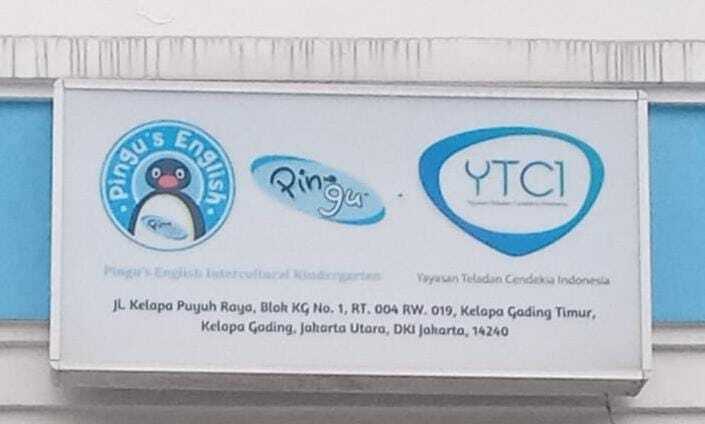 Pingu's English
Pingu
Pingu
YTCI
Yayasan Teladan Cendekia Indonesia
Pingu's English Intercultural Kindergarten
Yayasan Teladan Cendekia Indonesia
Jl. Kelapa Puyuh Raya, Blok KG No. 1, RT. 004 RW. 019, Kelapa Gading Timur,
Kelapa Gading, Jakarta Utara, DKI Jakarta, 14240